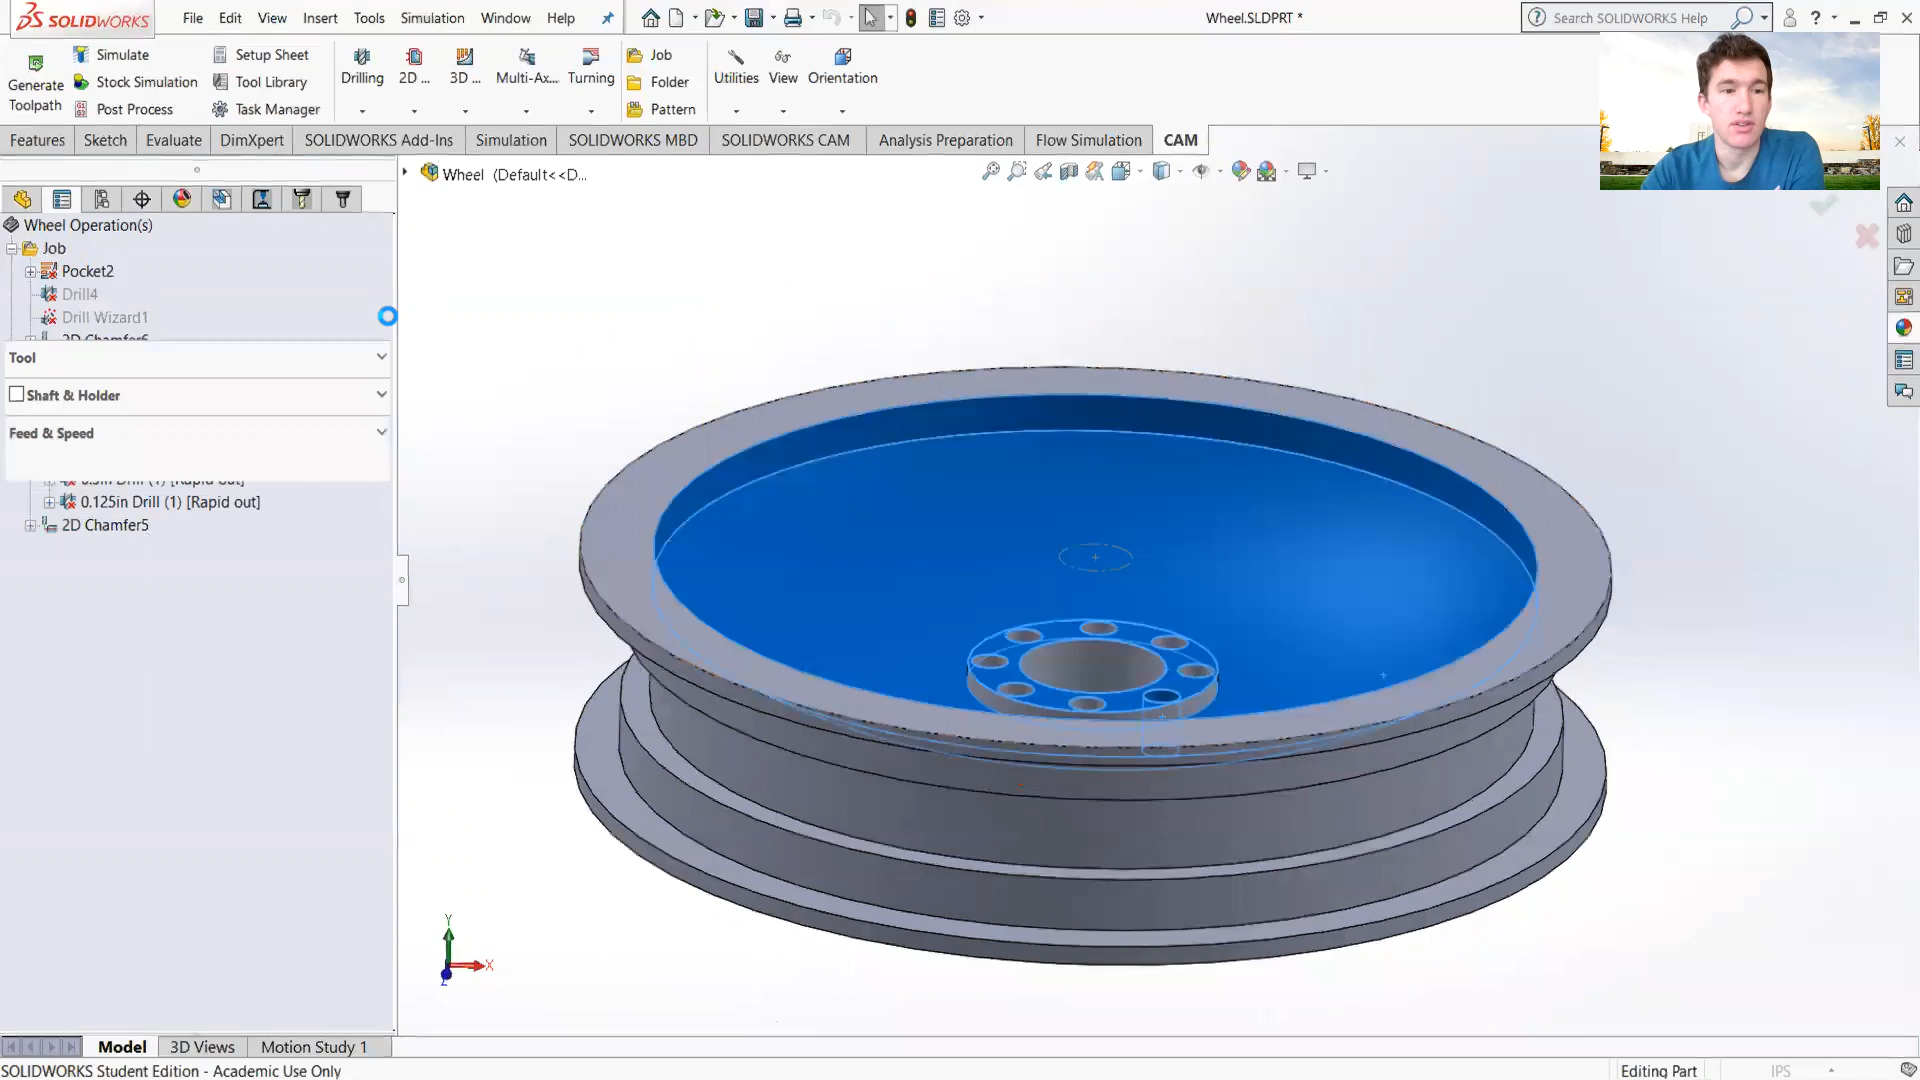 SOLIDWORKS
File Edit View Insert Tools Simulation Window Help
Wheel.SLDPRT *
Search SOLIDWORKS Help
Generate Toolpath
Simulate
Stock Simulation
Post Process
Setup Sheet
Tool Library
Task Manager
Drilling
2D ...
3D ...
Multi-Ax...
Turning
Job
Folder
Pattern
Utilities
View
Orientation
Features Sketch Evaluate DimXpert SOLIDWORKS Add-Ins Simulation SOLIDWORKS MBD SOLIDWORKS CAM Analysis Preparation Flow Simulation CAM
Wheel (Default<<D...
Wheel Operation(s)
Job
Pocket2
Drill4
Drill Wizard1
2D Chamfer6
Tool
Shaft & Holder
Feed & Speed
0.125in Drill (1) [Rapid out]
2D Chamfer5
Y
X
Z
Model 3D Views Motion Study 1
SOLIDWORKS Student Edition - Academic Use Only
Editing Part
IPS